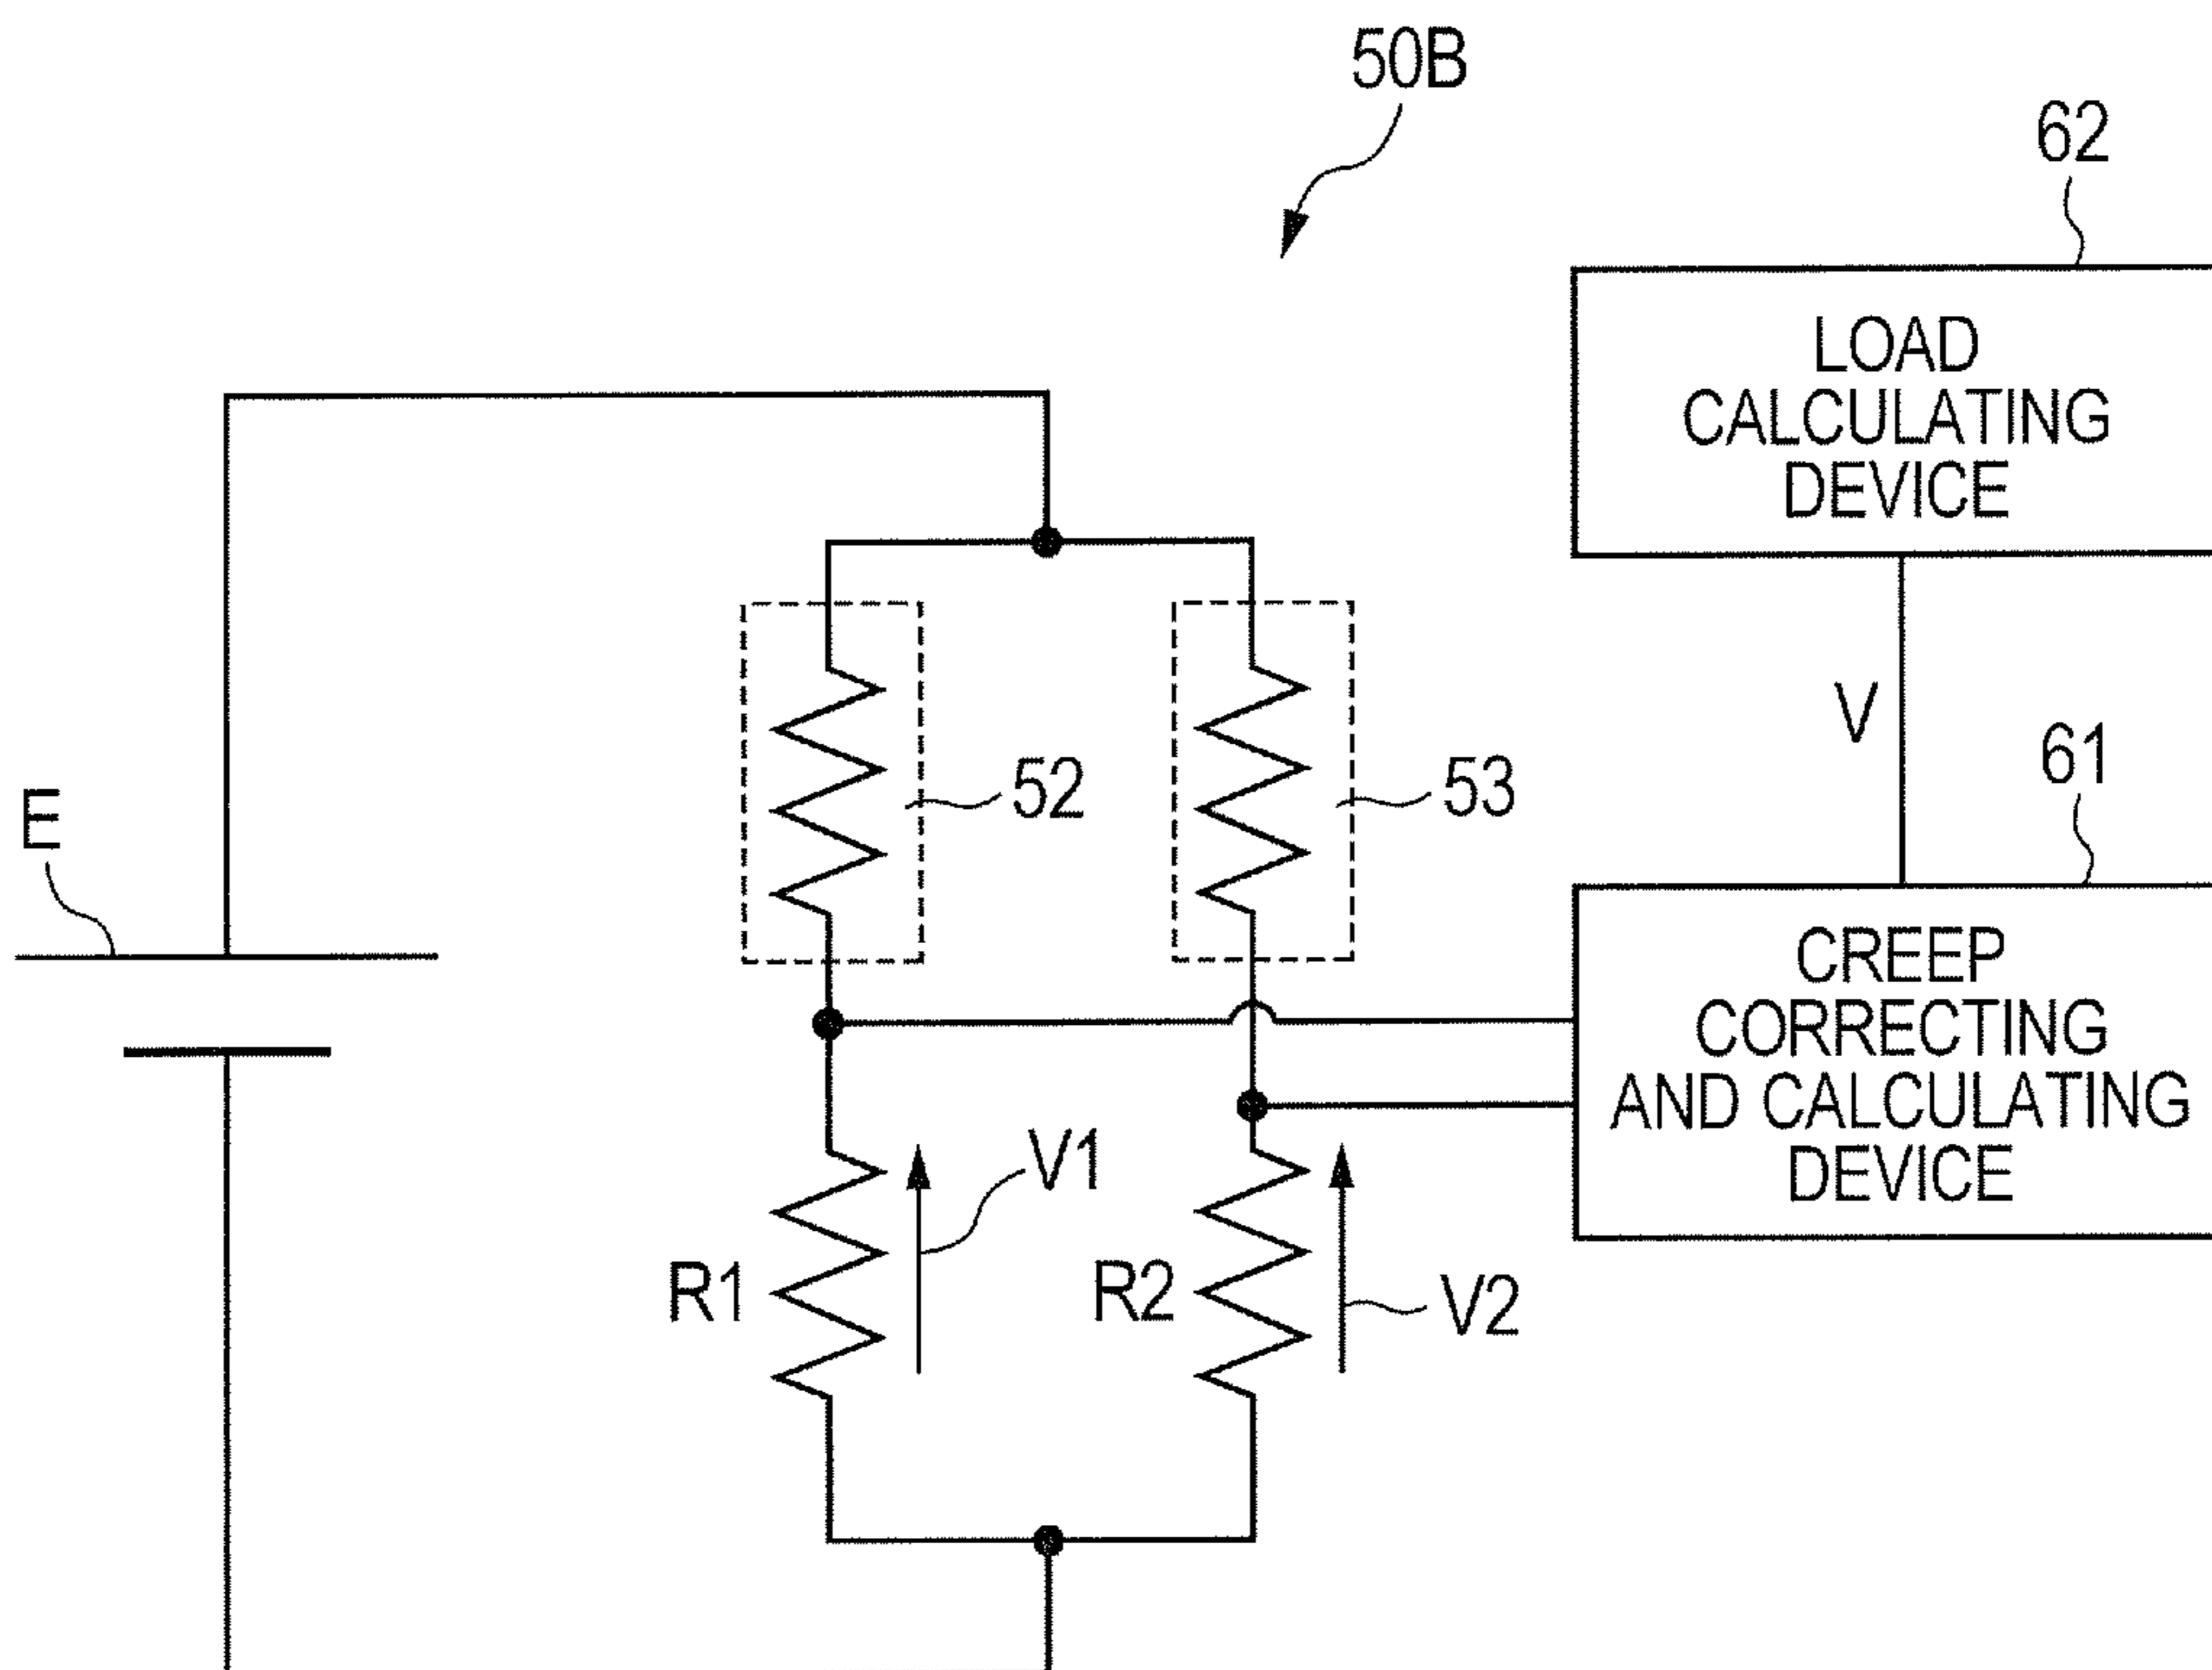 50B
62
LOAD
CALCULATING
DEVICE
V
61
E
52
53
CREEP
CORRECTING
AND CALCULATING
DEVICE
V1
R1
R2
V2